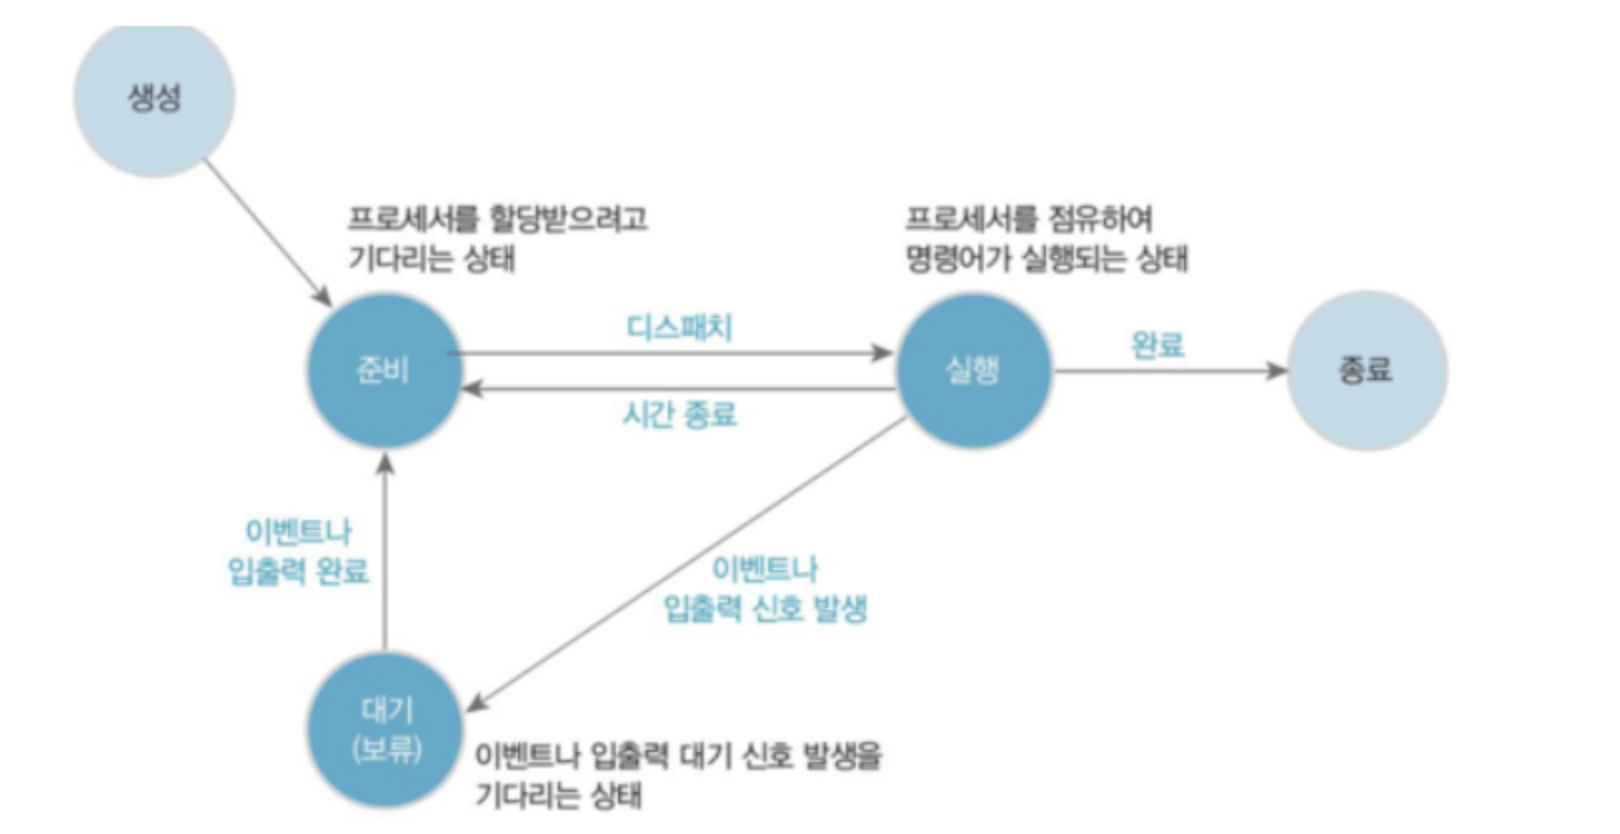 생성
프로세서를 할당받으려고
기다리는 상태
프로세서를 점유하여
명령어가 실행되는 상태
준비
디스패치
시간 종료
실행
완료
종료
이벤트나
입출력 완료
이벤트나
입출력 신호 발생
대기
(보류)
이벤트나 입출력 대기 신호 발생을
기다리는 상태